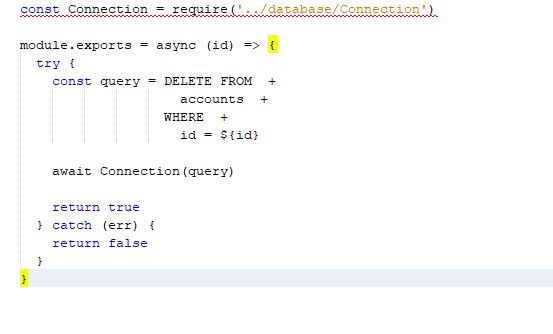 const Connection = require('../database/Connection')
module.exports = async (id) => {
try {
const query = DELETE FROM +
accounts +
WHERE +
id = ${id}
await Connection(query)
return true
} catch (err) {
return false
}
}